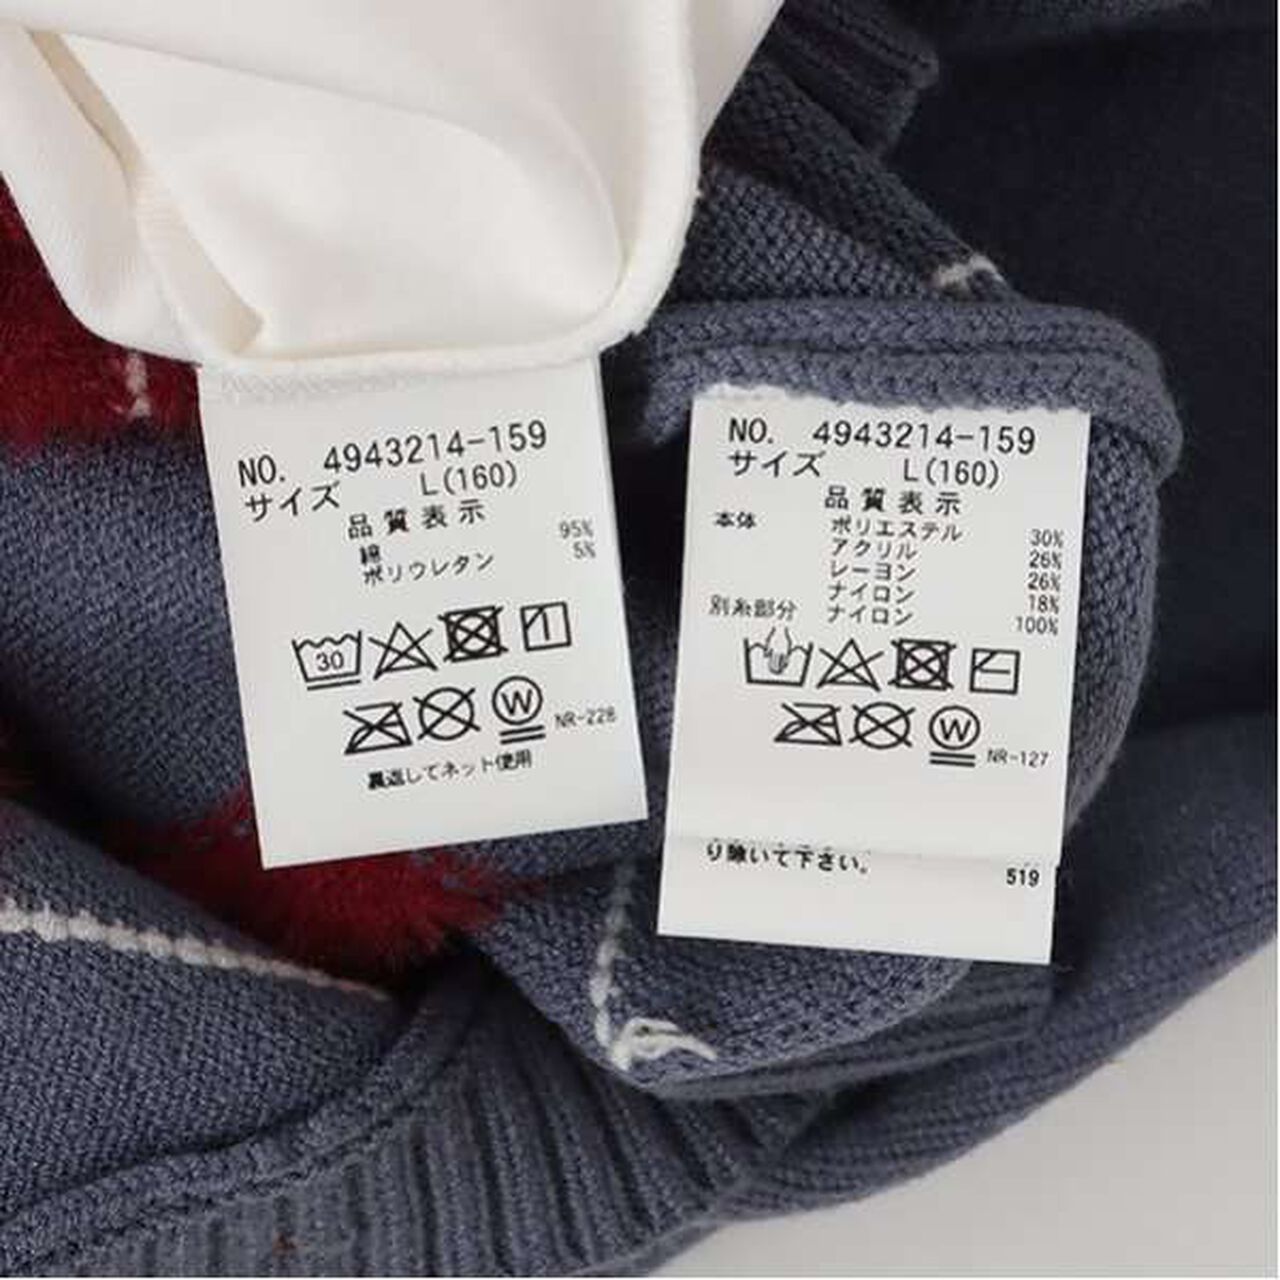 NO. 4943214-159
サイズ L(160)
品質表示
綿 95%
ポリウレタン 5%
30
W
NR-228
裏返してネット使用
NO. 4943214-159
サイズ L(160)
品質表示
本体 ポリエステル 30%
アクリル 26%
レーヨン 26%
ナイロン 18%
別糸部分 ナイロン 100%
W
NR-127
り除いて下さい。
519